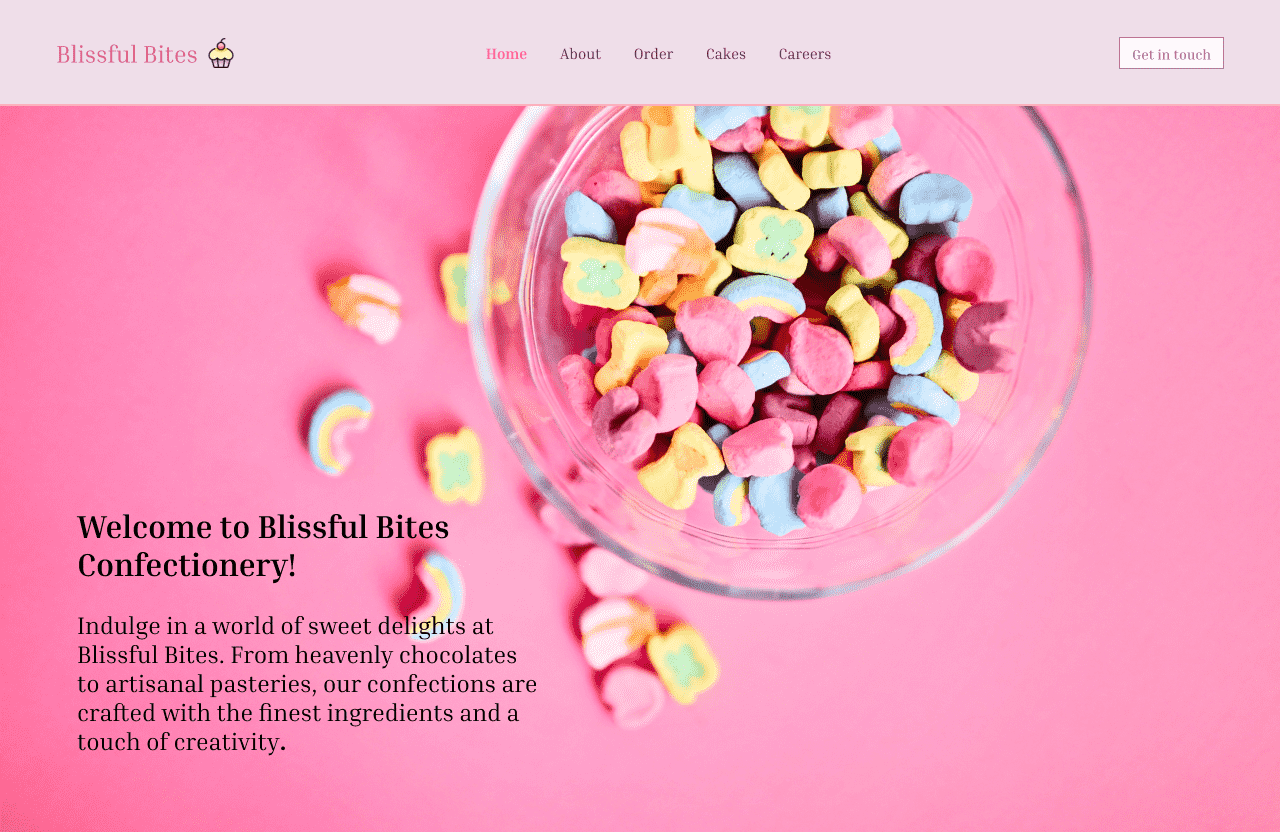 Blissful Bites
Home About Order Cakes Careers
Get in touch
Welcome to Blissful Bites
Confectionery!
Indulge in a world of sweet delights at
Blissful Bites. From heavenly chocolates
to artisanal pasteries, our confections are
crafted with the finest ingredients and a
touch of creativity.